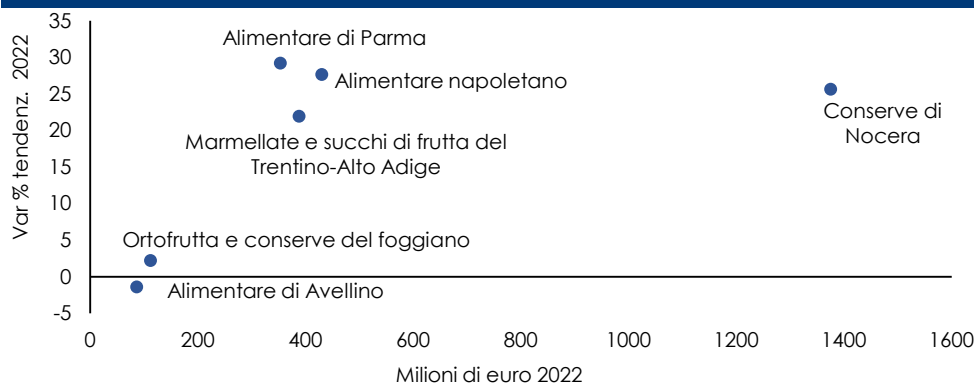 35
30
25
20
15
10
5
0
-5
Var % tendenz. 2022
Alimentare di Parma
Alimentare napoletano
Conserve di
Nocera
Marmellate e succhi di frutta del
Trentino-Alto Adige
Ortofrutta e conserve del foggiano
Alimentare di Avellino
0 200 400 600 800 1000 1200 1400 1600
Milioni di euro 2022